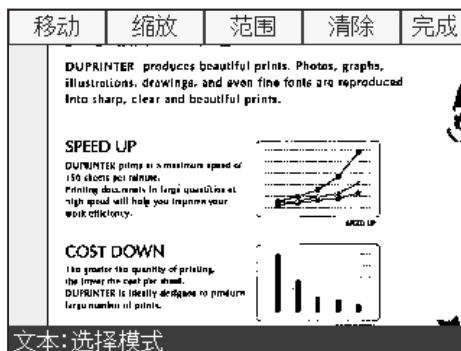 移动 缩放 范围 清除 完成
DUPRINTER produces beautiful prints. Photos, graphs,
illustrations, drawings, and even fine fonts are reproduced
into sharp, clear and beautiful prints.
SPEED UP
DUPRINTER prints at a maximum speed of
150 sheets per minute.
Printing documents in large quantities at
high speed will help you improve your
work efficiency.
SPEED UP
COST DOWN
The greater the quantity of printing,
the lower the cost per sheet.
DUPRINTER is ideally designed to produce
large number of prints.
文本:选择模式